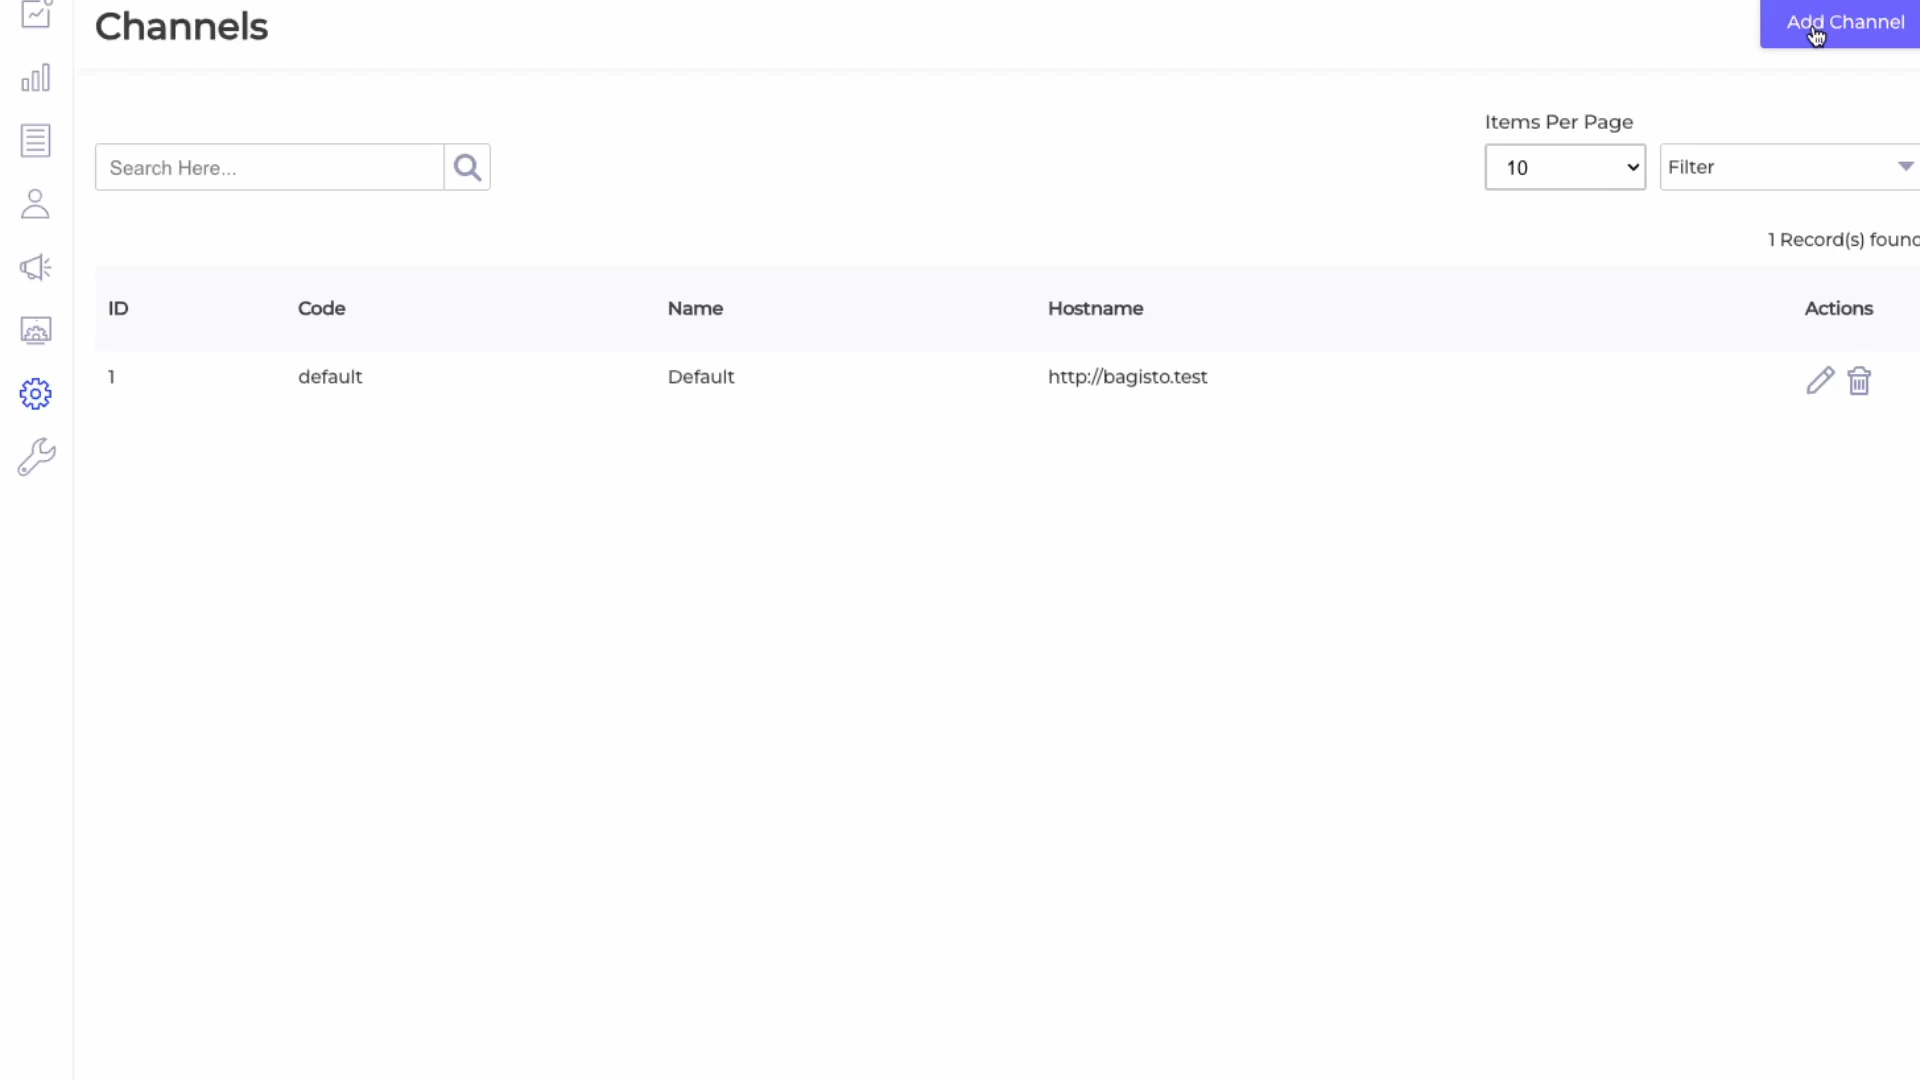 Channels
Add Channel
Items Per Page
Search Here...
10
Filter
1 Record(s) found
ID Code Name Hostname Actions
1 default Default http://bagisto.test